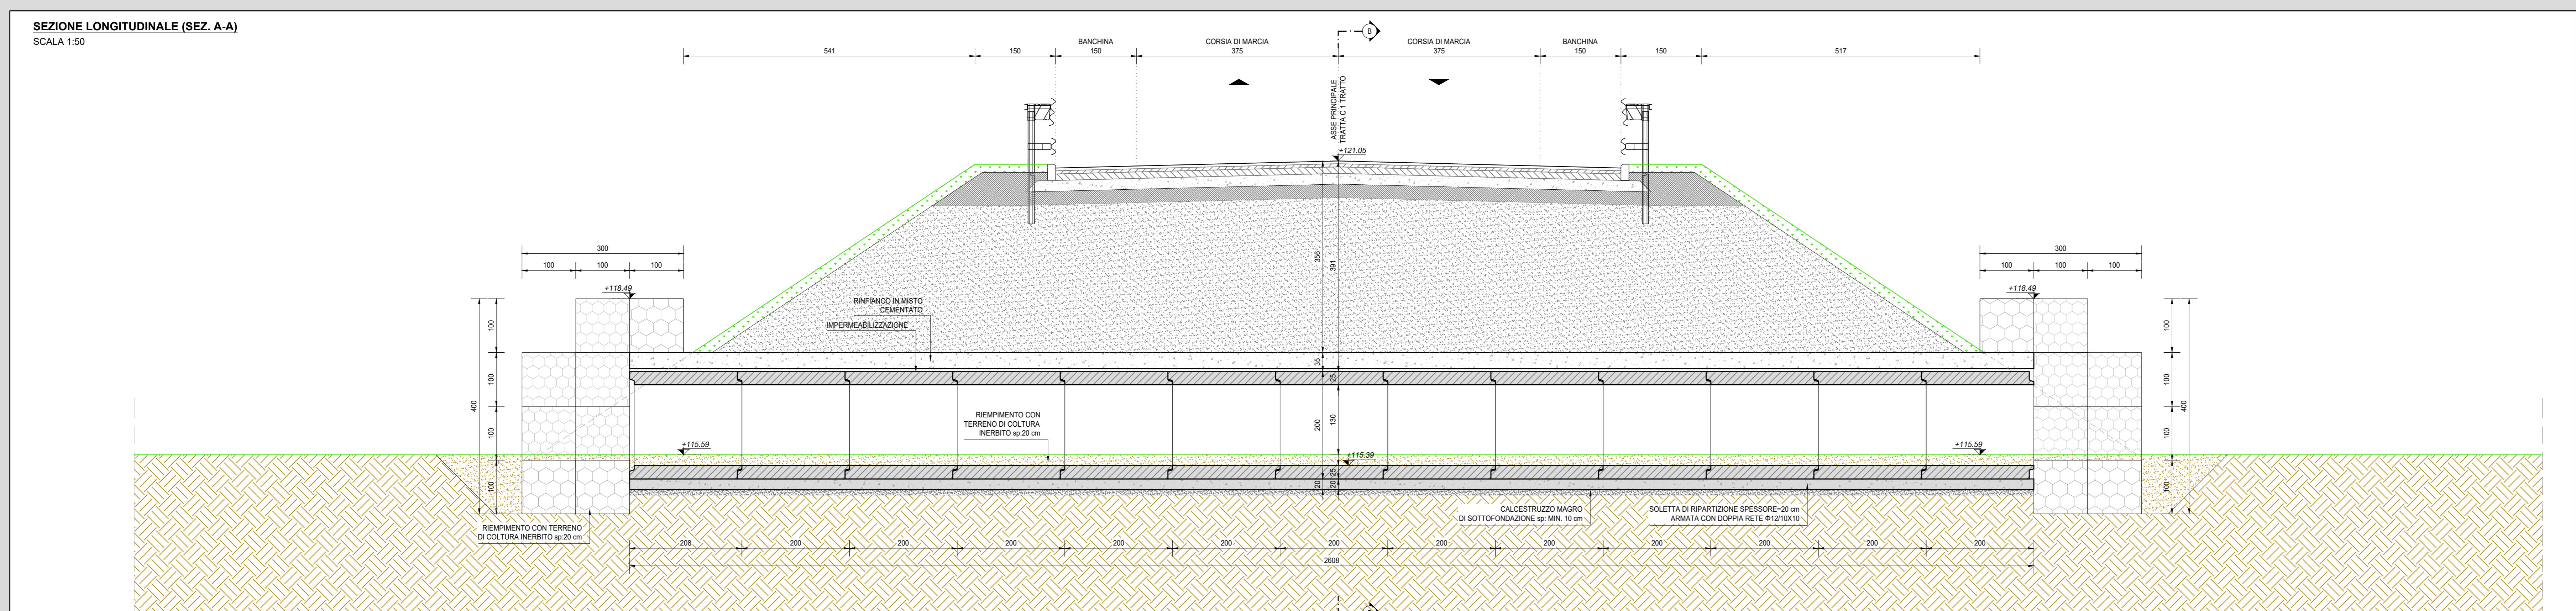 SEZIONE LONGITUDINALE (SEZ. A-A)
SCALA 1:50
B
BANCHINA
CORSIA DI MARCIA
CORSIA DI MARCIA
BANCHINA
541
150
150
375
375
150
150
517
ASSE PRINCIPALE
TRATTA C 1 TRATTO
+121.05
300
100
100
100
300
100
100
100
+118.49
+118.49
356
391
RINFIANCO IN MISTO
CEMENTATO
IMPERMEABILIZZAZIONE
400
100
100
100
100
35
25
200
130
25
20
20
100
100
100
100
400
RIEMPIMENTO CON
TERRENO DI COLTURA
INERBITO sp:20 cm
+115.59
+115.39
+115.59
RIEMPIMENTO CON TERRENO
DI COLTURA INERBITO sp:20 cm
CALCESTRUZZO MAGRO
DI SOTTOFONDAZIONE sp: MIN. 10 cm
SOLETTA DI RIPARTIZIONE SPESSORE=20 cm
ARMATA CON DOPPIA RETE Φ12/10X10
208
200
200
200
200
200
200
200
200
200
200
200
200
2608